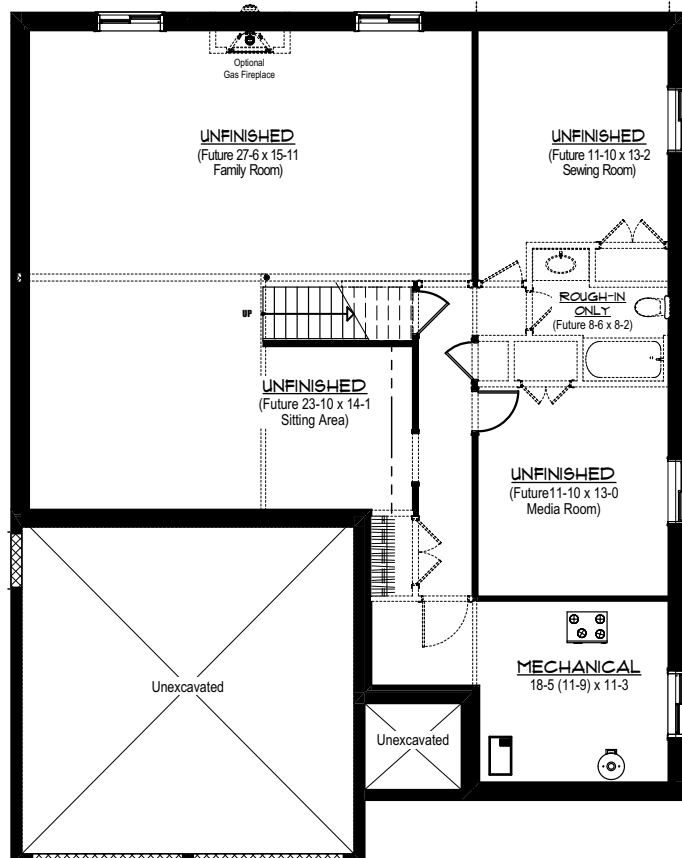 Optional
Gas Fireplace
UNFINISHED
(Future 27-6 x 15-11
Family Room)
UNFINISHED
(Future 11-10 x 13-2
Sewing Room)
ROUGH-IN
ONLY
(Future 8-6 x 8-2)
UP
UNFINISHED
(Future 23-10 x 14-1
Sitting Area)
UNFINISHED
(Future11-10 x 13-0
Media Room)
MECHANICAL
18-5 (11-9) x 11-3
Unexcavated
Unexcavated